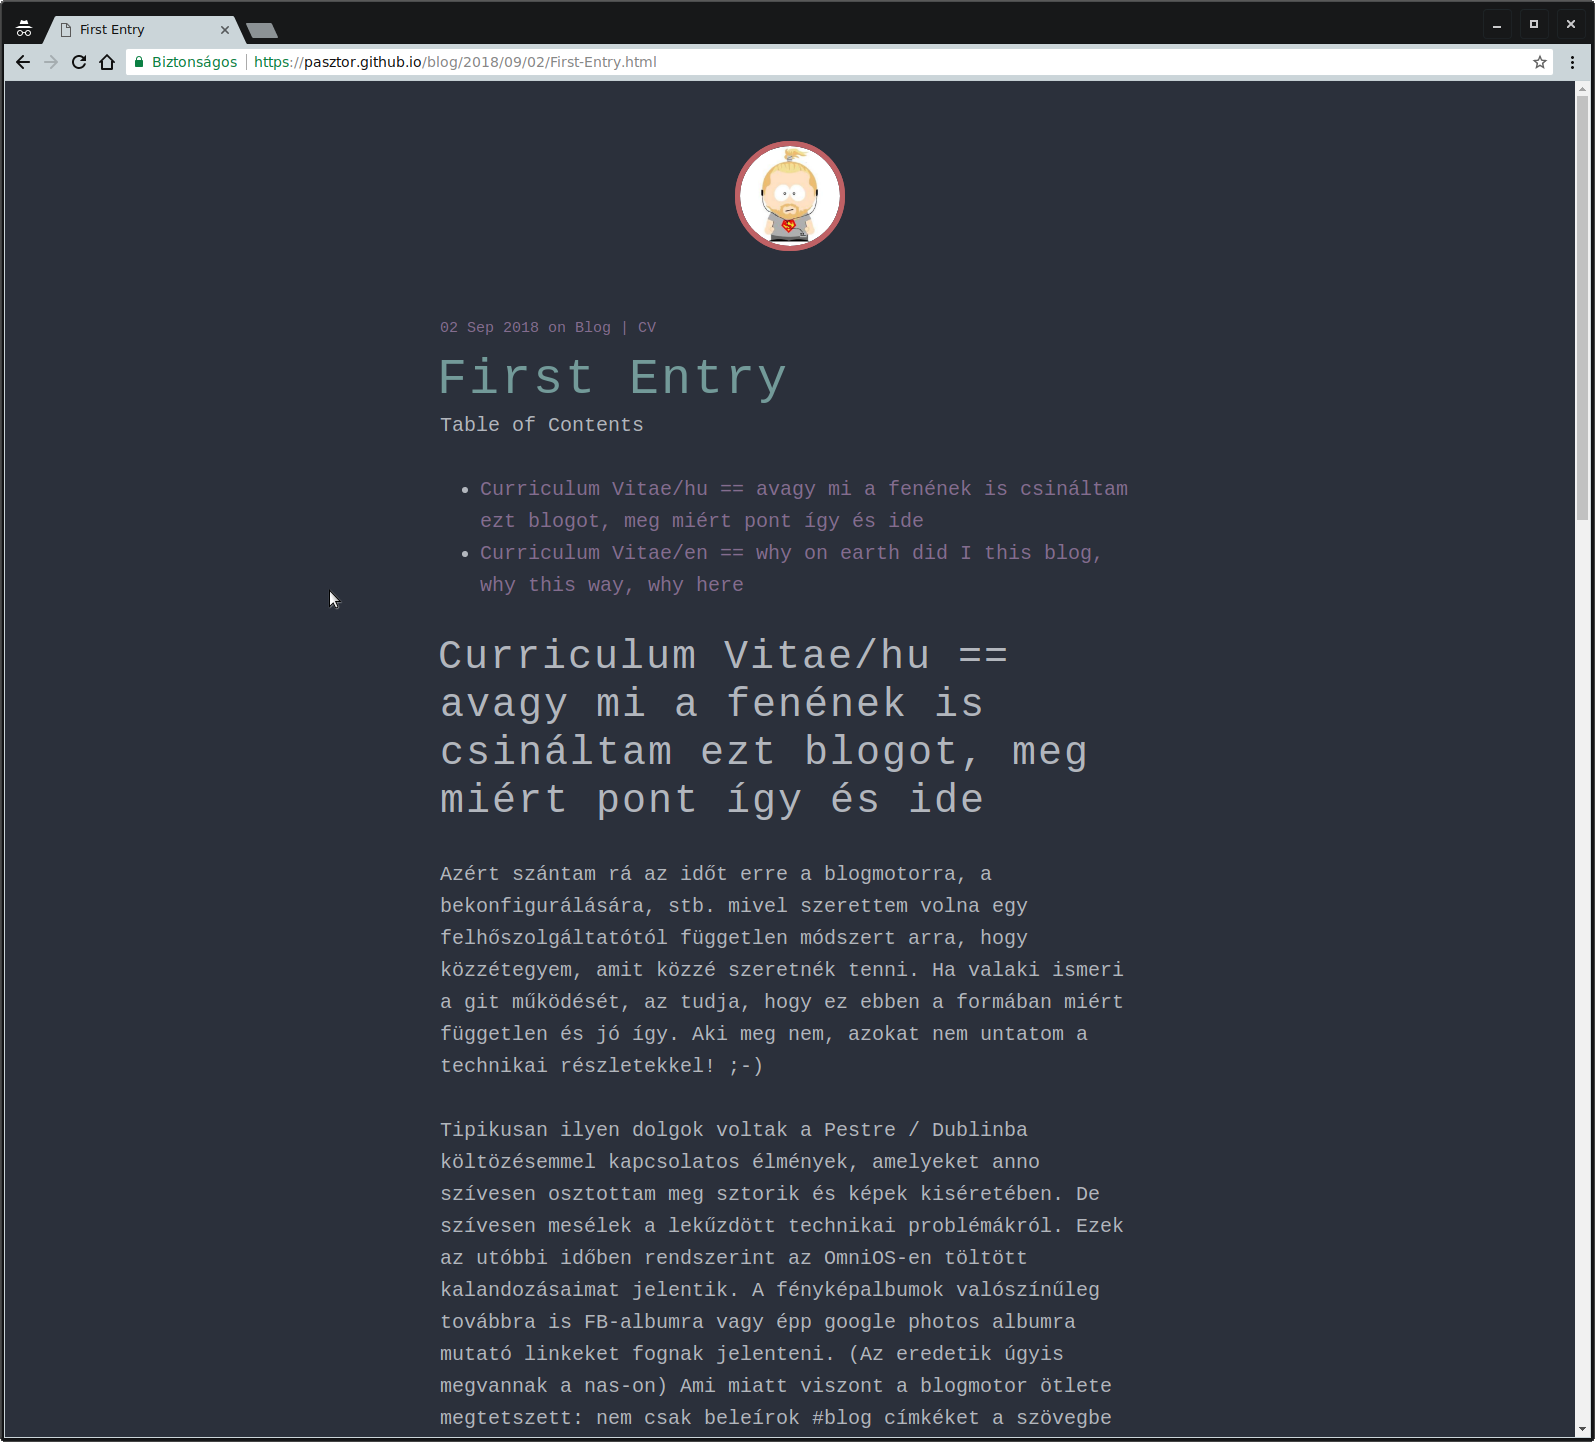 First Entry
Biztonságos
https://pasztor.github.io/blog/2018/09/02/First-Entry.html
02 Sep 2018 on Blog | CV
First Entry
Table of Contents
Curriculum Vitae/hu == avagy mi a fenének is csináltam
ezt blogot, meg miért pont így és ide
Curriculum Vitae/en == why on earth did I this blog,
why this way, why here
Curriculum Vitae/hu ==
avagy mi a fenének is
csináltam ezt blogot, meg
miért pont így és ide
Azért szántam rá az időt erre a blogmotorra, a
bekonfigurálására, stb. mivel szerettem volna egy
felhőszolgáltatótól független módszert arra, hogy
közzétegyem, amit közzé szeretnék tenni. Ha valaki ismeri
a git működését, az tudja, hogy ez ebben a formában miért
független és jó így. Aki meg nem, azokat nem untatom a
technikai részletekkel! ;-)
Tipikusan ilyen dolgok voltak a Pestre / Dublinba
költözésemmel kapcsolatos élmények, amelyeket anno
szívesen osztottam meg sztorik és képek kiséretében. De
szívesen mesélek a lekűzdött technikai problémákról. Ezek
az utóbbi időben rendszerint az OmniOS-en töltött
kalandozásaimat jelentik. A fényképalbumok valószínűleg
továbbra is FB-albumra vagy épp google photos albumra
mutató linkeket fognak jelenteni. (Az eredetik úgyis
megvannak a nas-on) Ami miatt viszont a blogmotor ötlete
megtetszett: nem csak beleírok #blog címkéket a szövegbe